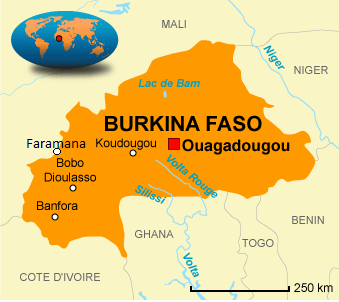 MALI
Niger
NIGER
Lac de Bam
BURKINA FASO
Ouagadougou
Koudougou
Faramana
Bobo
Dioulasso
Banfora
Volta Rouge
Silissi
BENIN
GHANA
TOGO
Volta
COTE D'IVOIRE
250 km